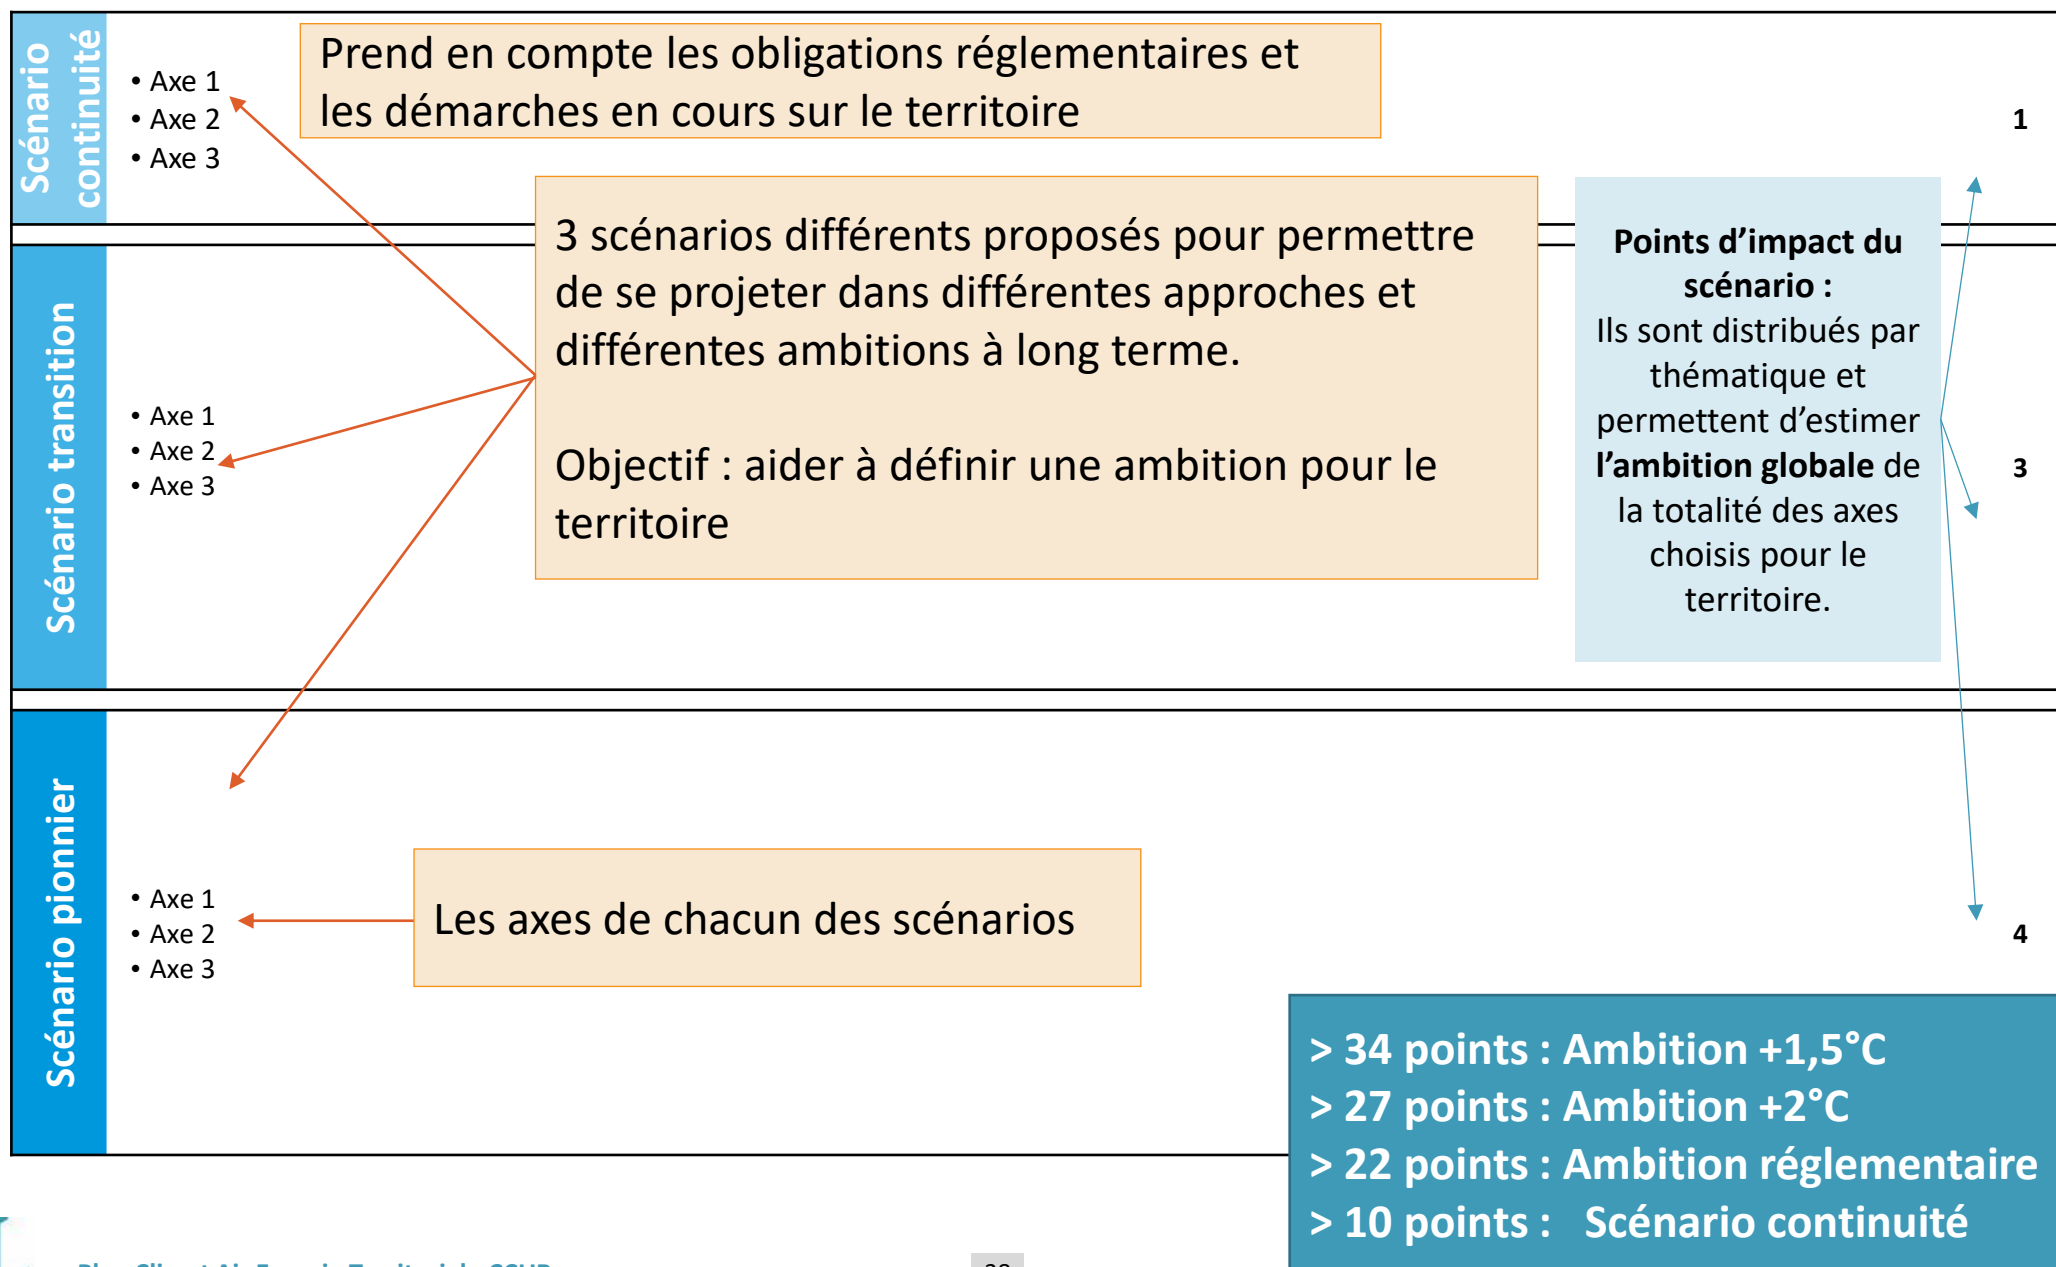 Scénario
continuité
• Axe 1
• Axe 2
• Axe 3
Prend en compte les obligations réglementaires et
les démarches en cours sur le territoire
1
3 scénarios différents proposés pour permettre
de se projeter dans différentes approches et
différentes ambitions à long terme.
Objectif : aider à définir une ambition pour le
territoire
Points d’impact du
scénario :
Ils sont distribués par
thématique et
permettent d’estimer
l’ambition globale de
la totalité des axes
choisis pour le
territoire.
Scénario transition
• Axe 1
• Axe 2
• Axe 3
3
Scénario pionnier
• Axe 1
• Axe 2
• Axe 3
Les axes de chacun des scénarios
4
> 34 points : Ambition +1,5°C
> 27 points : Ambition +2°C
> 22 points : Ambition réglementaire
> 10 points : Scénario continuité